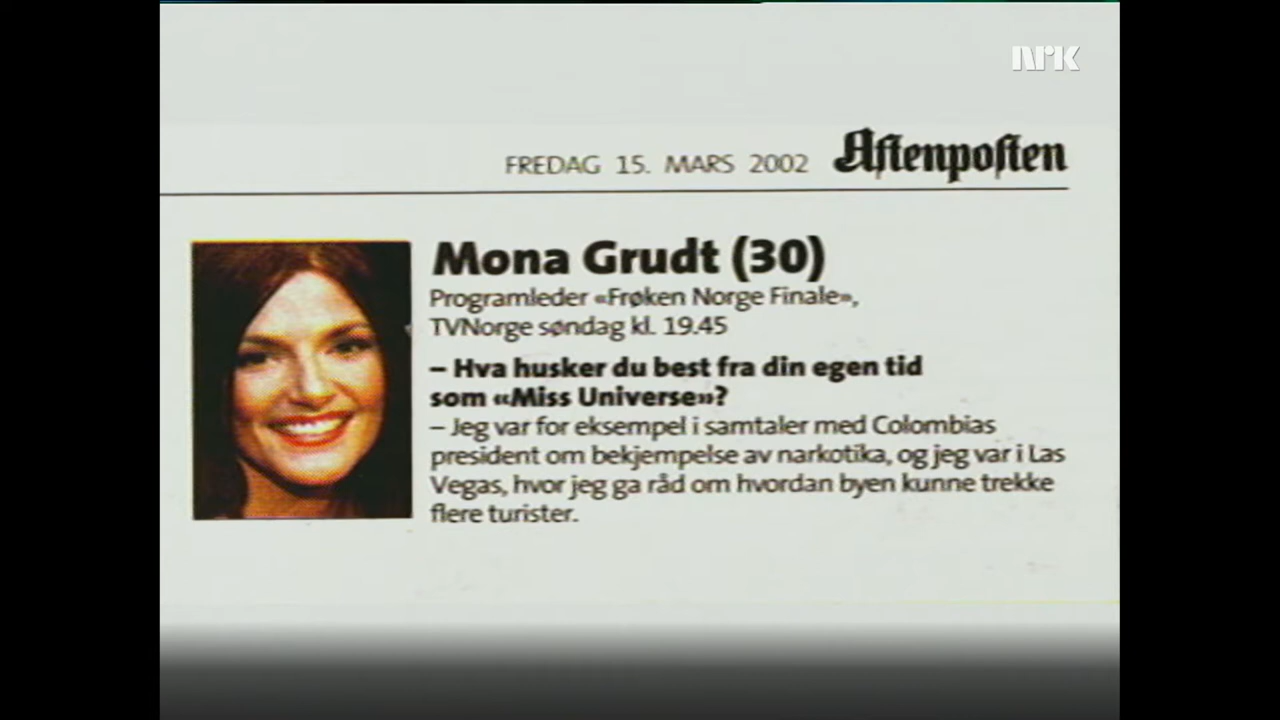 NRK
FREDAG 15. MARS 2002 Aftenposten
Mona Grudt (30)
Programleder «Frøken Norge Finale»,
TVNorge søndag kl. 19.45
– Hva husker du best fra din egen tid
som «Miss Universe»?
– Jeg var for eksempel i samtaler med Colombias
president om bekjempelse av narkotika, og jeg var i Las
Vegas, hvor jeg ga råd om hvordan byen kunne trekke
flere turister.